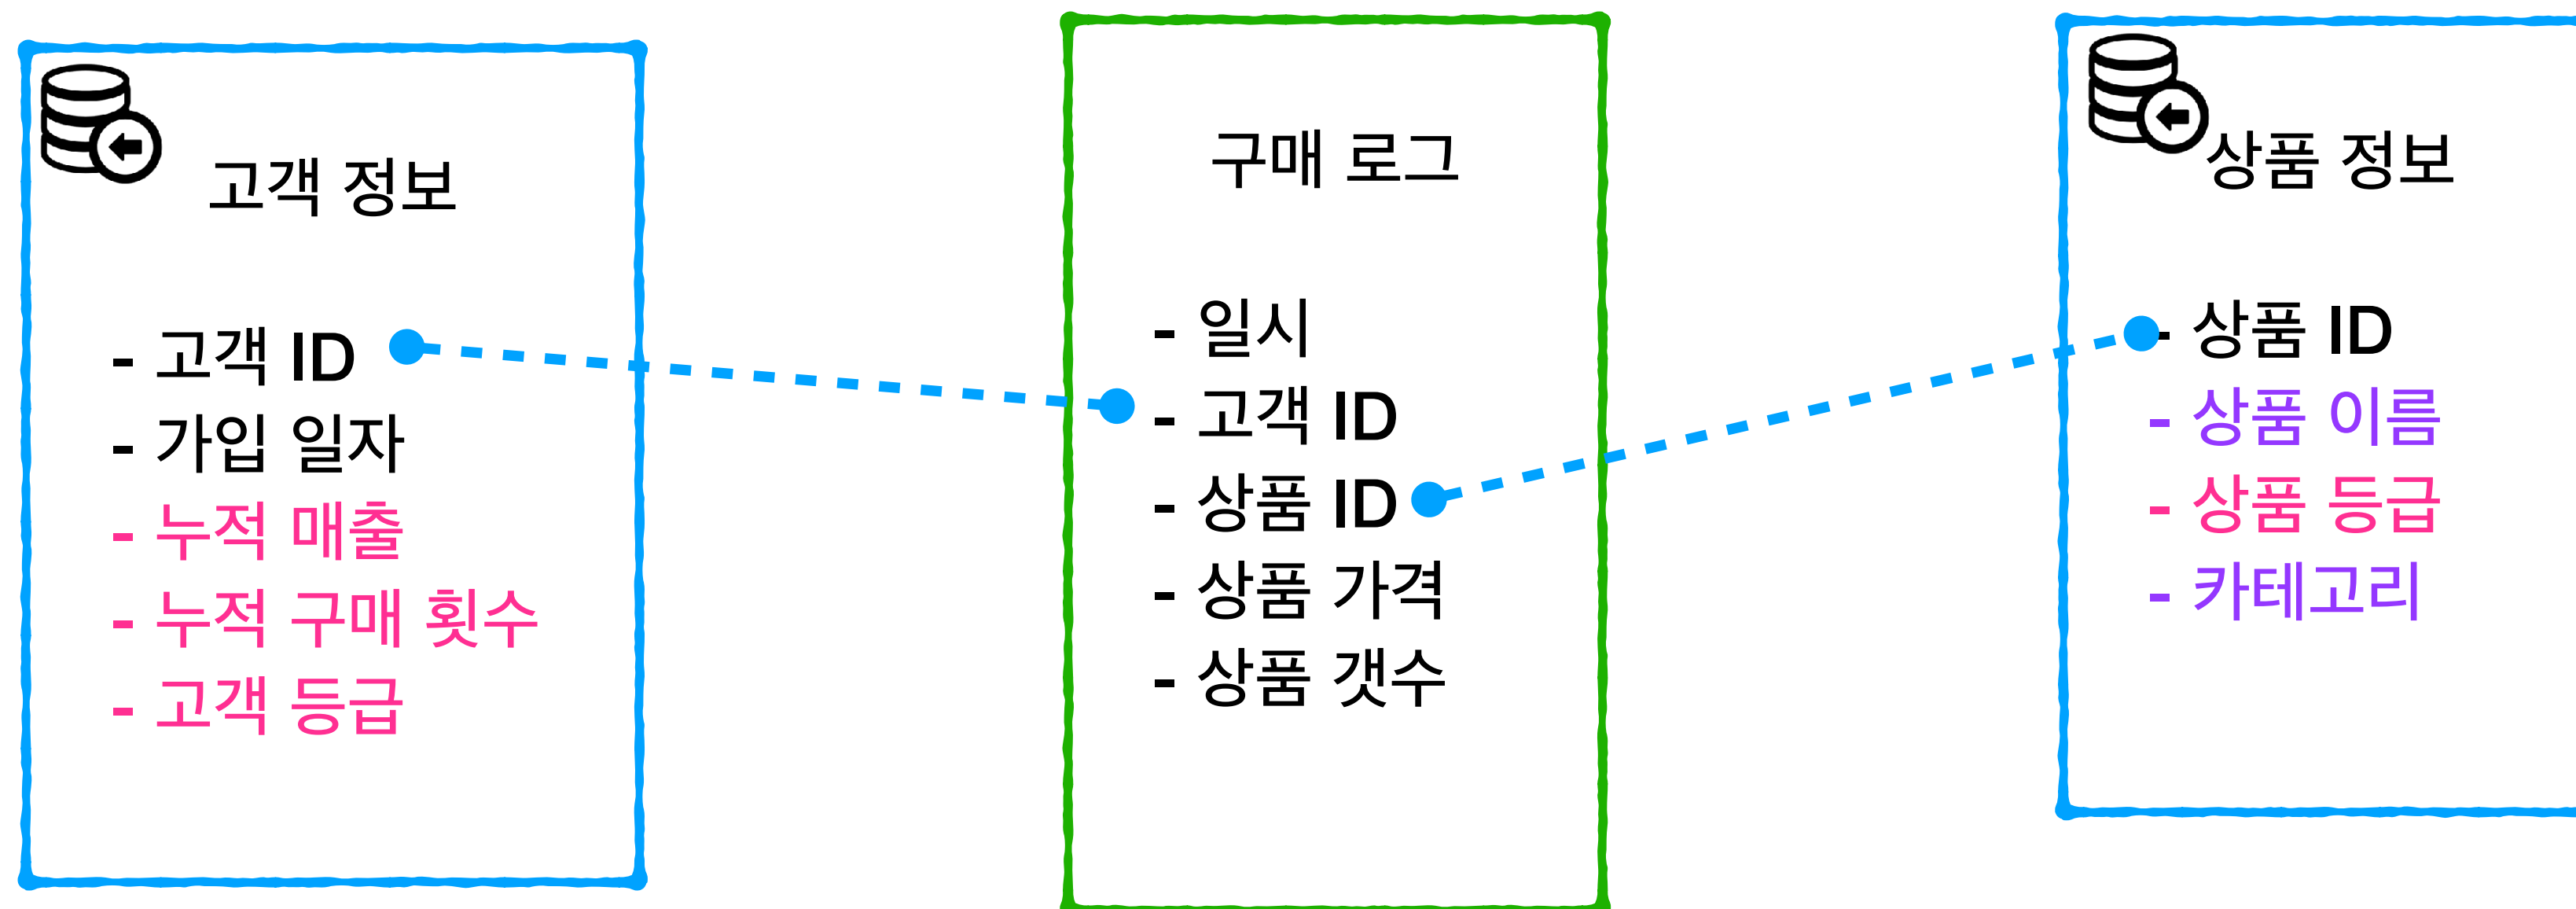 고객 정보
- 고객 ID
- 가입 일자
- 누적 매출
- 누적 구매 횟수
- 고객 등급
구매 로그
- 일시
- 고객 ID
- 상품 ID
- 상품 가격
- 상품 갯수
상품 정보
- 상품 ID
- 상품 이름
- 상품 등급
- 카테고리